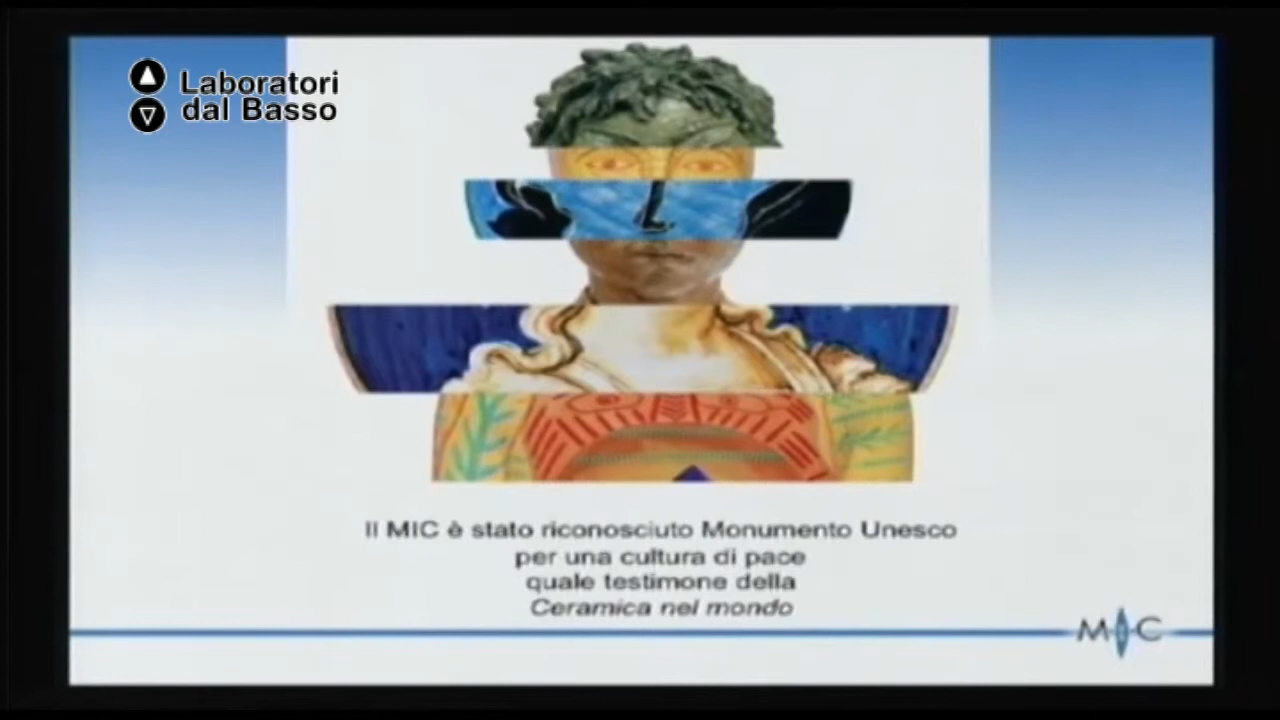 Laboratori
dal Basso
Il MIC è stato riconosciuto Monumento Unesco
per una cultura di pace
quale testimone della
Ceramica nel mondo
MIC